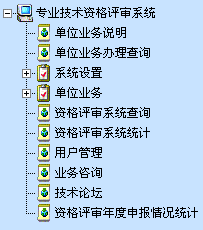 专业技术资格评审系统
单位业务说明
单位业务办理查询
系统设置
单位业务
资格评审系统查询
资格评审系统统计
用户管理
业务咨询
技术论坛
资格评审年度申报情况统计